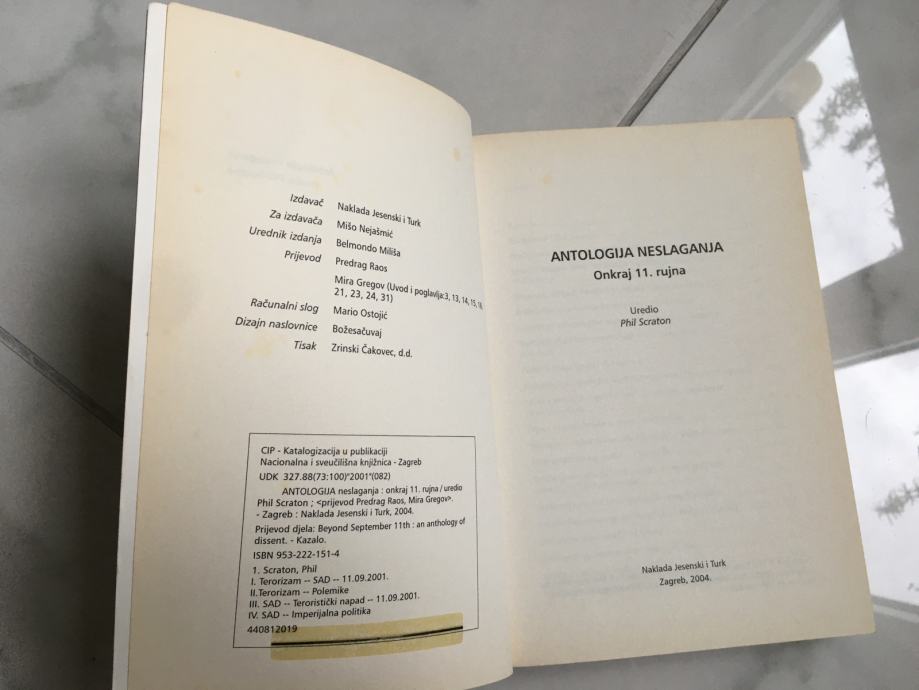 Izdavač Naklada Jesenski i Turk
Za izdavača Mišo Nejašmić
Urednik izdanja Belmondo Miliša
Prijevod Predrag Raos
Mira Gregov (Uvod i poglavlja:3, 13, 14, 15,
21, 23, 24, 31)
Računalni slog Mario Ostojić
Dizajn naslovnice Božesačuvaj
Tisak Zrinski Čakovec, d.d.
CIP - Katalogizacija u publikaciji
Nacionalna i sveučilišna knjižnica - Zagreb
UDK 327.88(73:100)"2001"(082)
ANTOLOGIJA neslaganja : onkraj 11. rujna / uredio
Phil Scraton ; <prijevod Predrag Raos, Mira Gregov>.
- Zagreb : Naklada Jesenski i Turk, 2004.
Prijevod djela: Beyond September 11th : an anthology of
dissent. - Kazalo.
ISBN 953-222-151-4
1. Scraton, Phil
I. Terorizam -- SAD -- 11.09.2001.
II.Terorizam -- Polemike
III. SAD -- Teroristički napad -- 11.09.2001.
IV. SAD -- Imperijalna politika
440812019
ANTOLOGIJA NESLAGANJA
Onkraj 11. rujna
Uredio
Phil Scraton
Naklada Jesenski i Turk
Zagreb, 2004.